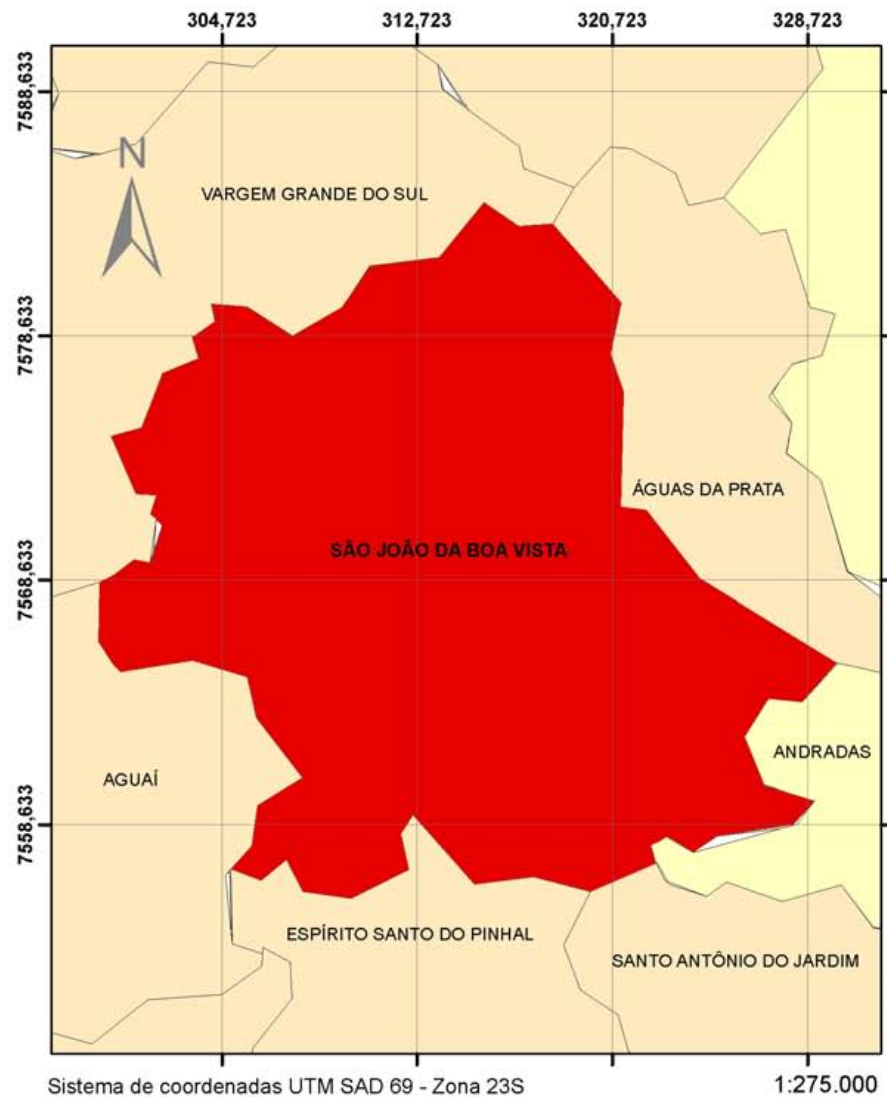 304,723 312,723 320,723 328,723
7588,633
N
VARGEM GRANDE DO SUL
7578,633
ÁGUAS DA PRATA
SÃO JOÃO DA BOA VISTA
7568,633
ANDRADAS
AGUAÍ
7558,633
ESPÍRITO SANTO DO PINHAL
SANTO ANTÔNIO DO JARDIM
Sistema de coordenadas UTM SAD 69 - Zona 23S 1:275.000